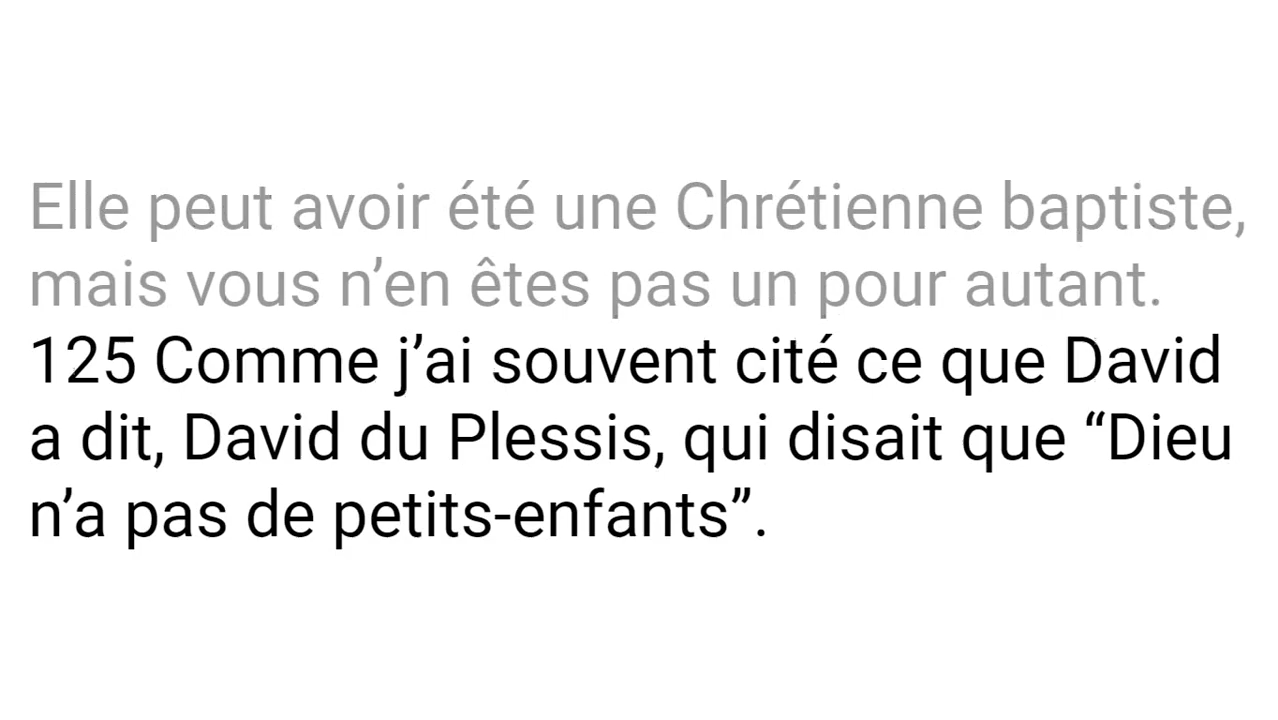 Elle peut avoir été une Chrétienne baptiste,
mais vous n’en êtes pas un pour autant.
125 Comme j’ai souvent cité ce que David
a dit, David du Plessis, qui disait que “Dieu
n’a pas de petits-enfants”.